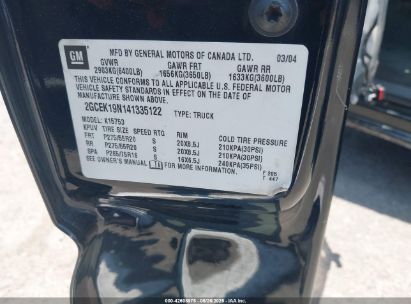 GM
MFD BY GENERAL MOTORS OF CANADA LTD. 03/04
GVWR GAWR FRT GAWR RR
2903KG(6400LB) 1656KG(3650LB) 1633KG(3600LB)
THIS VEHICLE CONFORMS TO ALL APPLICABLE U.S. FEDERAL MOTOR
VEHICLE SAFETY STANDARDS IN EFFECT ON THE DATE OF
MANUFACTURE SHOWN ABOVE.
2GCEK19N141335122 TYPE: TRUCK
MODEL: K15753
TIRE SIZE SPEED RTG RIM COLD TIRE PRESSURE
FRT P275/55R20 S 20X8.5J 210KPA(30PSI)
RR P275/55R20 S 20X8.5J 210KPA(30PSI)
SPA S 16X6.5J 240KPA(35PSI)
SEE OWNER'S MANUAL FOR MORE INFORMATION.